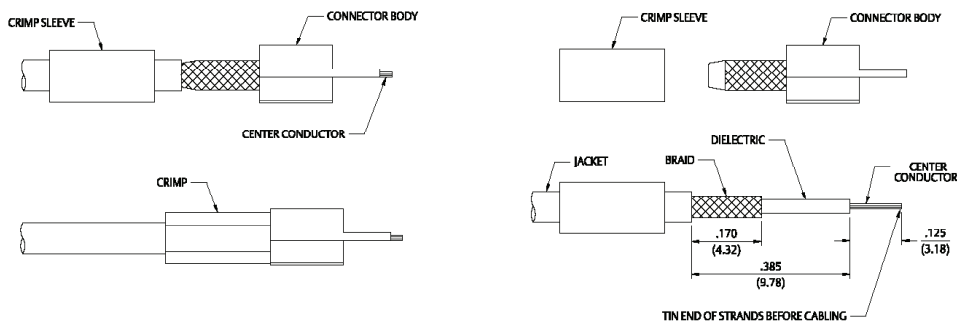 CRIMP SLEEVE
CONNECTOR BODY
CENTER CONDUCTOR
CRIMP
CRIMP SLEEVE
CONNECTOR BODY
JACKET
BRAID
DIELECTRIC
CENTER
CONDUCTOR
.170
(4.32)
.125
(3.18)
.385
(9.78)
TIN END OF STRANDS BEFORE CABLING